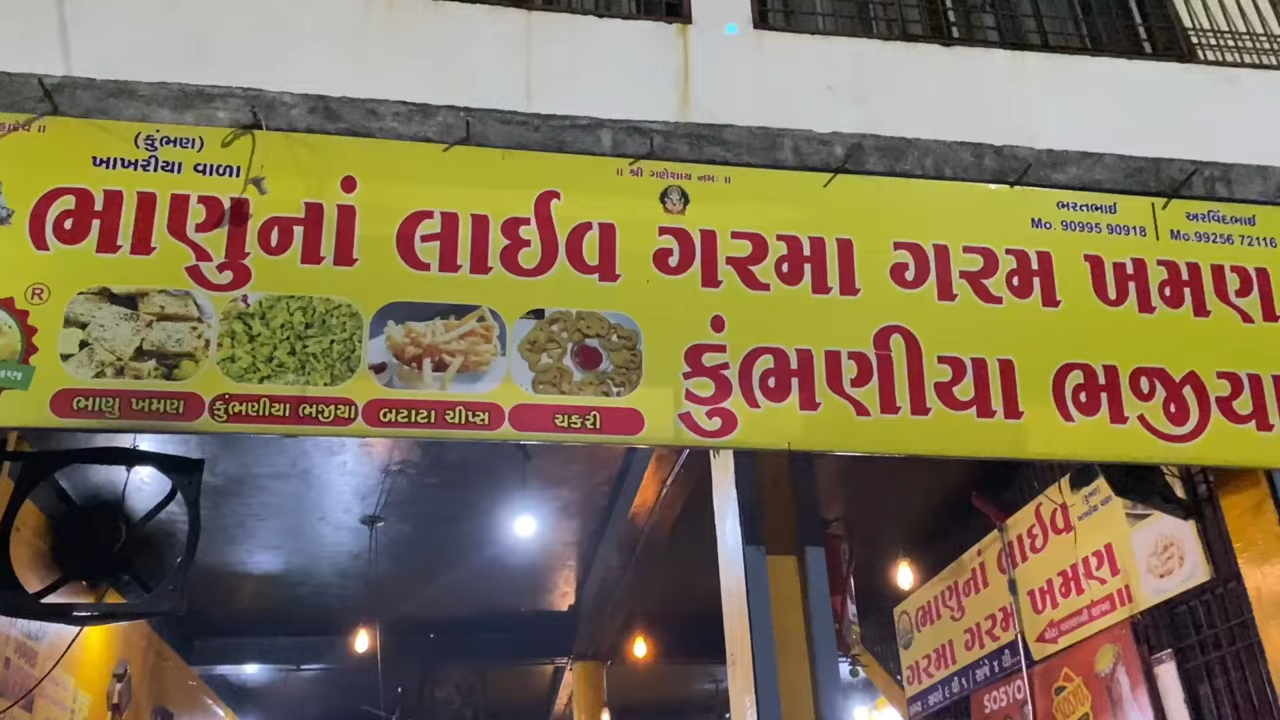 (કુંભણ)
ખાખરીયા વાળા
॥ શ્રી ગણેશાય નમઃ ॥
ભરતભાઈ
Mo. 90995 90918
અરવિંદભાઈ
Mo.99256 72116
ભાણુનાં લાઈવ ગરમા ગરમ ખમણ
કુંભણીયા ભજીયા
®
ભાણુ ખમણ
કુંભણીયા ભજીયા
બટાટા ચીપ્સ
ચકરી
ભાણુનાં લાઈવ
ગરમા ગરમ ખમણ
SOSYO